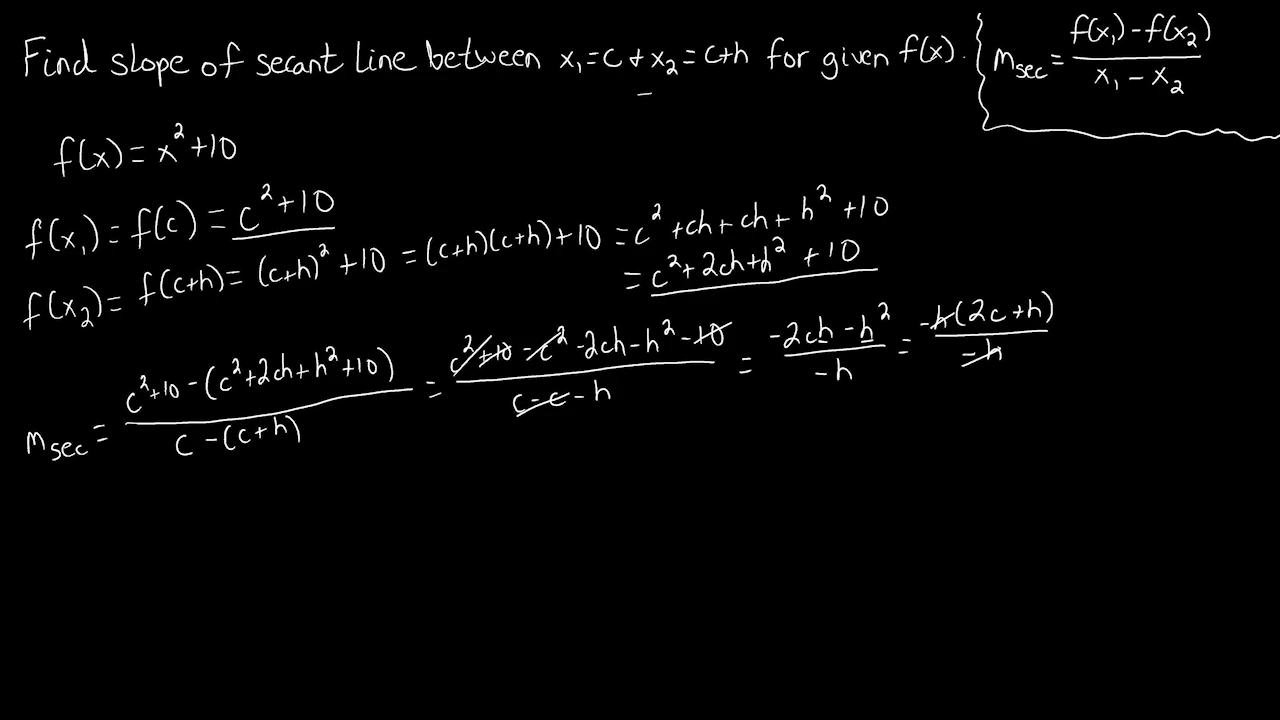 Find slope of secant line between x₁ = c + x₂ = c+h for given f(x).
m_sec = (f(x₁) - f(x₂)) / (x₁ - x₂)
f(x) = x² + 10
f(x₁) = f(c) = c² + 10
f(x₂) = f(c+h) = (c+h)² + 10 = (c+h)(c+h) + 10 = c² + ch + ch + h² + 10
= c² + 2ch + h² + 10
m_sec = (c² + 10 - (c² + 2ch + h² + 10)) / (c - (c+h)) = (c² + 10 - c² - 2ch - h² - 10) / (c - c - h) = (-2ch - h²) / (-h) = (-h(2c + h)) / (-h)